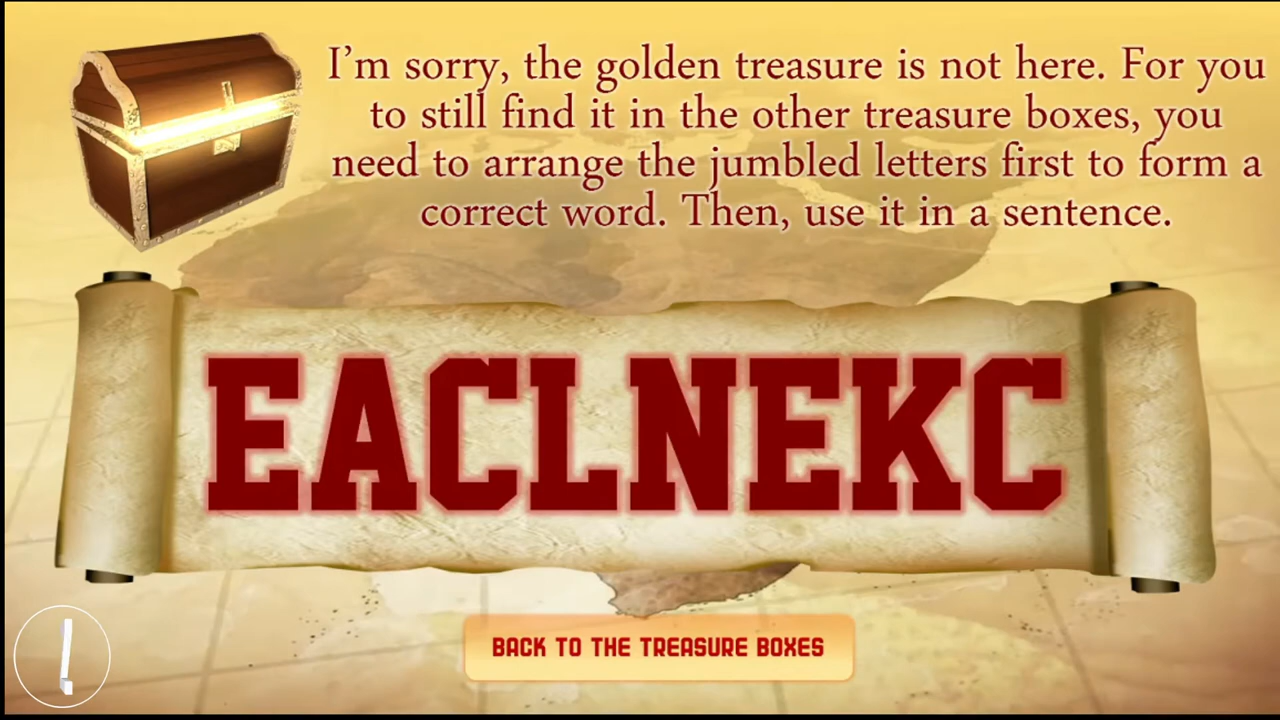 I'm sorry, the golden treasure is not here. For you
to still find it in the other treasure boxes, you
need to arrange the jumbled letters first to form a
correct word. Then, use it in a sentence.
EACLNEKC
BACK TO THE TREASURE BOXES